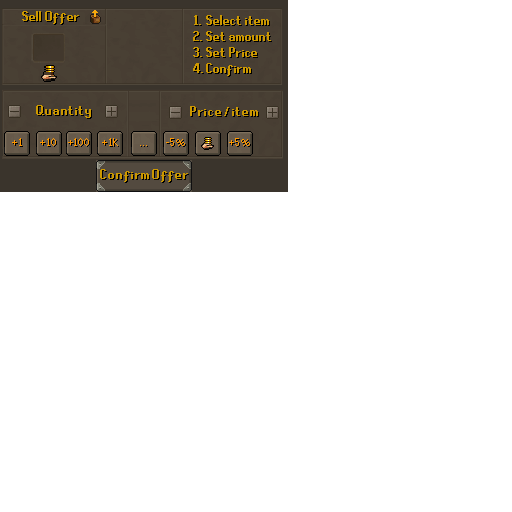 Sell Offer
1. Select item
2. Set amount
3. Set Price
4. Confirm
Quantity
Price/item
+1
+10
+100
+1K
...
-5%
+5%
Confirm Offer